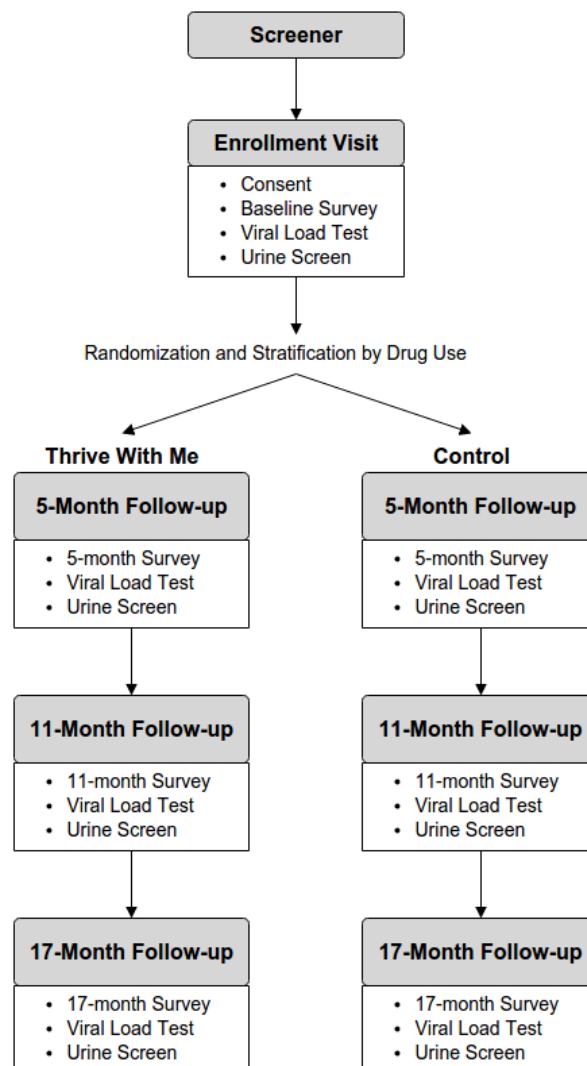 Screener
Enrollment Visit
• Consent
• Baseline Survey
• Viral Load Test
• Urine Screen
Randomization and Stratification by Drug Use
Thrive With Me
5-Month Follow-up
• 5-month Survey
• Viral Load Test
• Urine Screen
11-Month Follow-up
• 11-month Survey
• Viral Load Test
• Urine Screen
17-Month Follow-up
• 17-month Survey
• Viral Load Test
• Urine Screen
Control
5-Month Follow-up
• 5-month Survey
• Viral Load Test
• Urine Screen
11-Month Follow-up
• 11-month Survey
• Viral Load Test
• Urine Screen
17-Month Follow-up
• 17-month Survey
• Viral Load Test
• Urine Screen